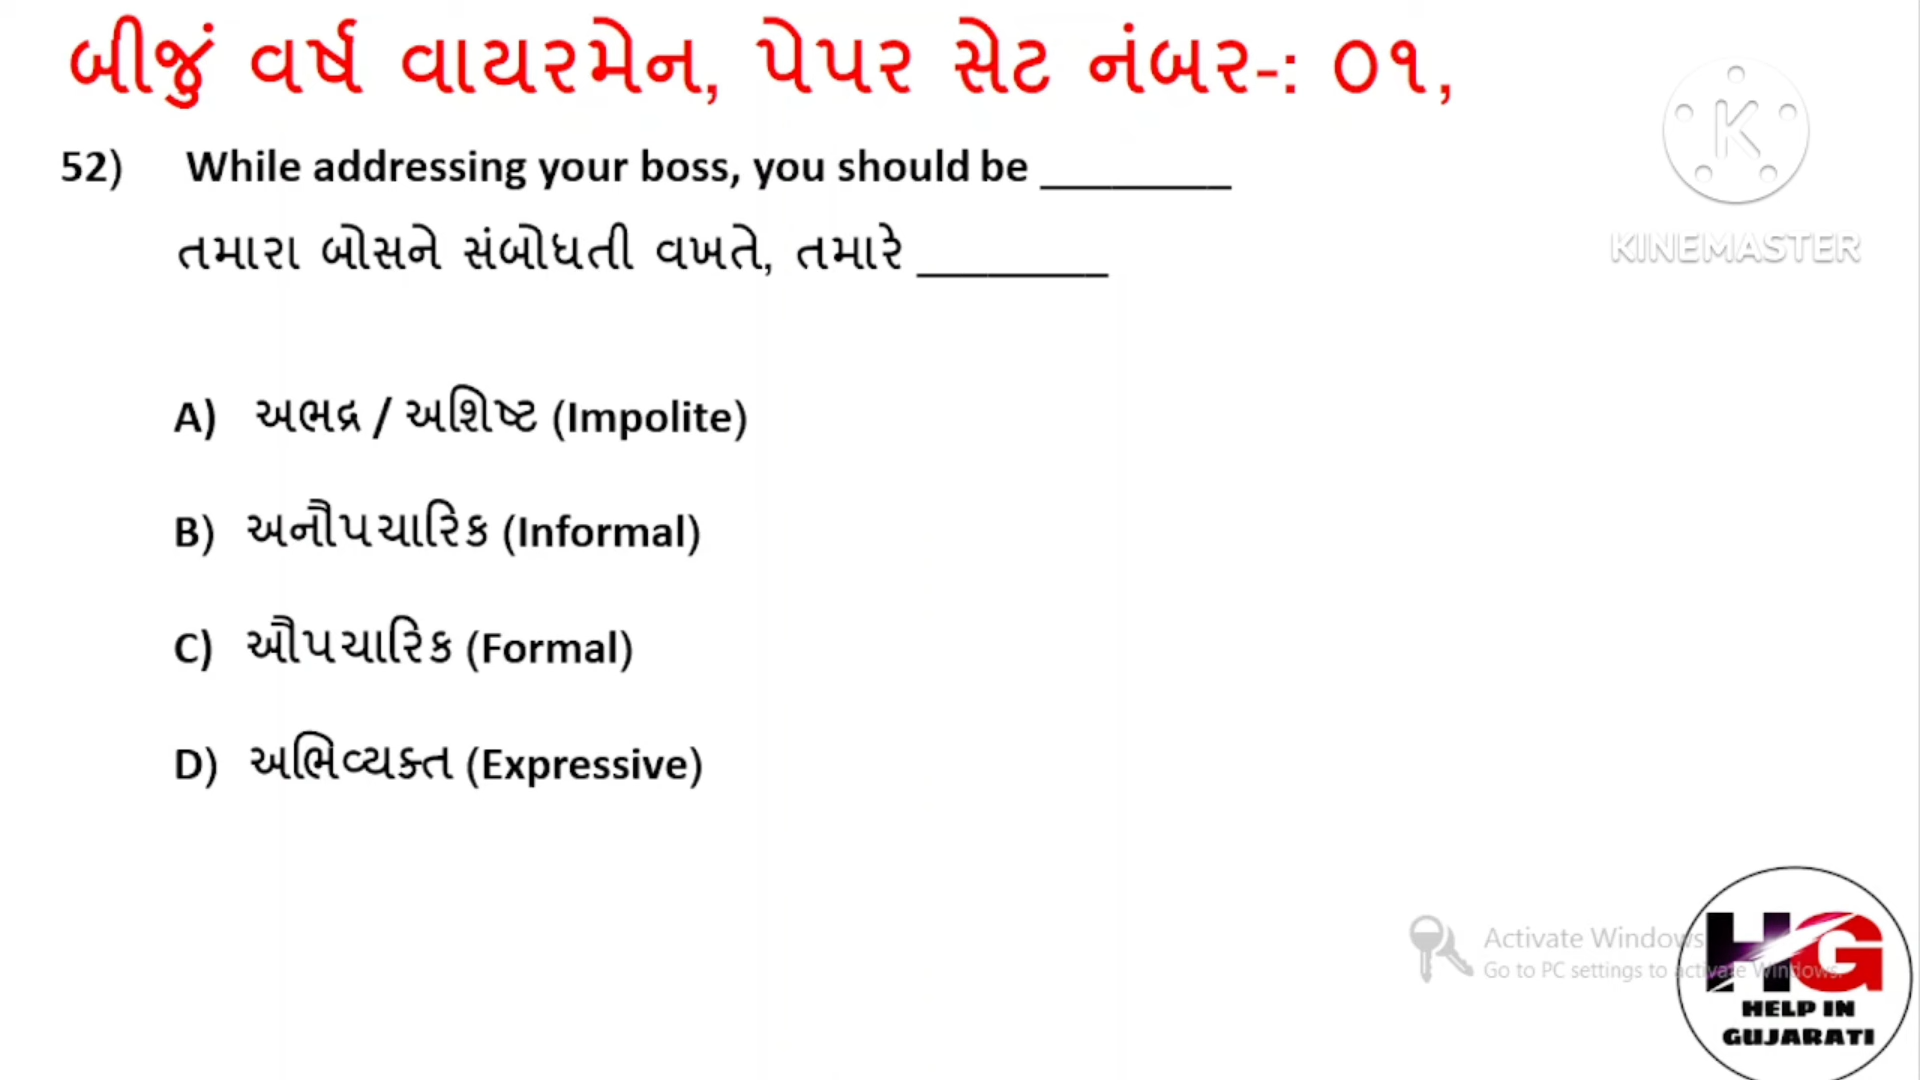 બીજું વર્ષ વાયરમેન, પેપર સેટ નંબર-: ૦૧,
52) While addressing your boss, you should be ________
તમારા બોસને સંબોધતી વખતે, તમારે ________
A) અભદ્ર / અશિષ્ટ (Impolite)
B) અનૌપચારિક (Informal)
C) ઔપચારિક (Formal)
D) અભિવ્યક્ત (Expressive)
K
KINEMASTER
Activate Windows
Go to PC settings to activate Windows.
HG
HELP IN
GUJARATI